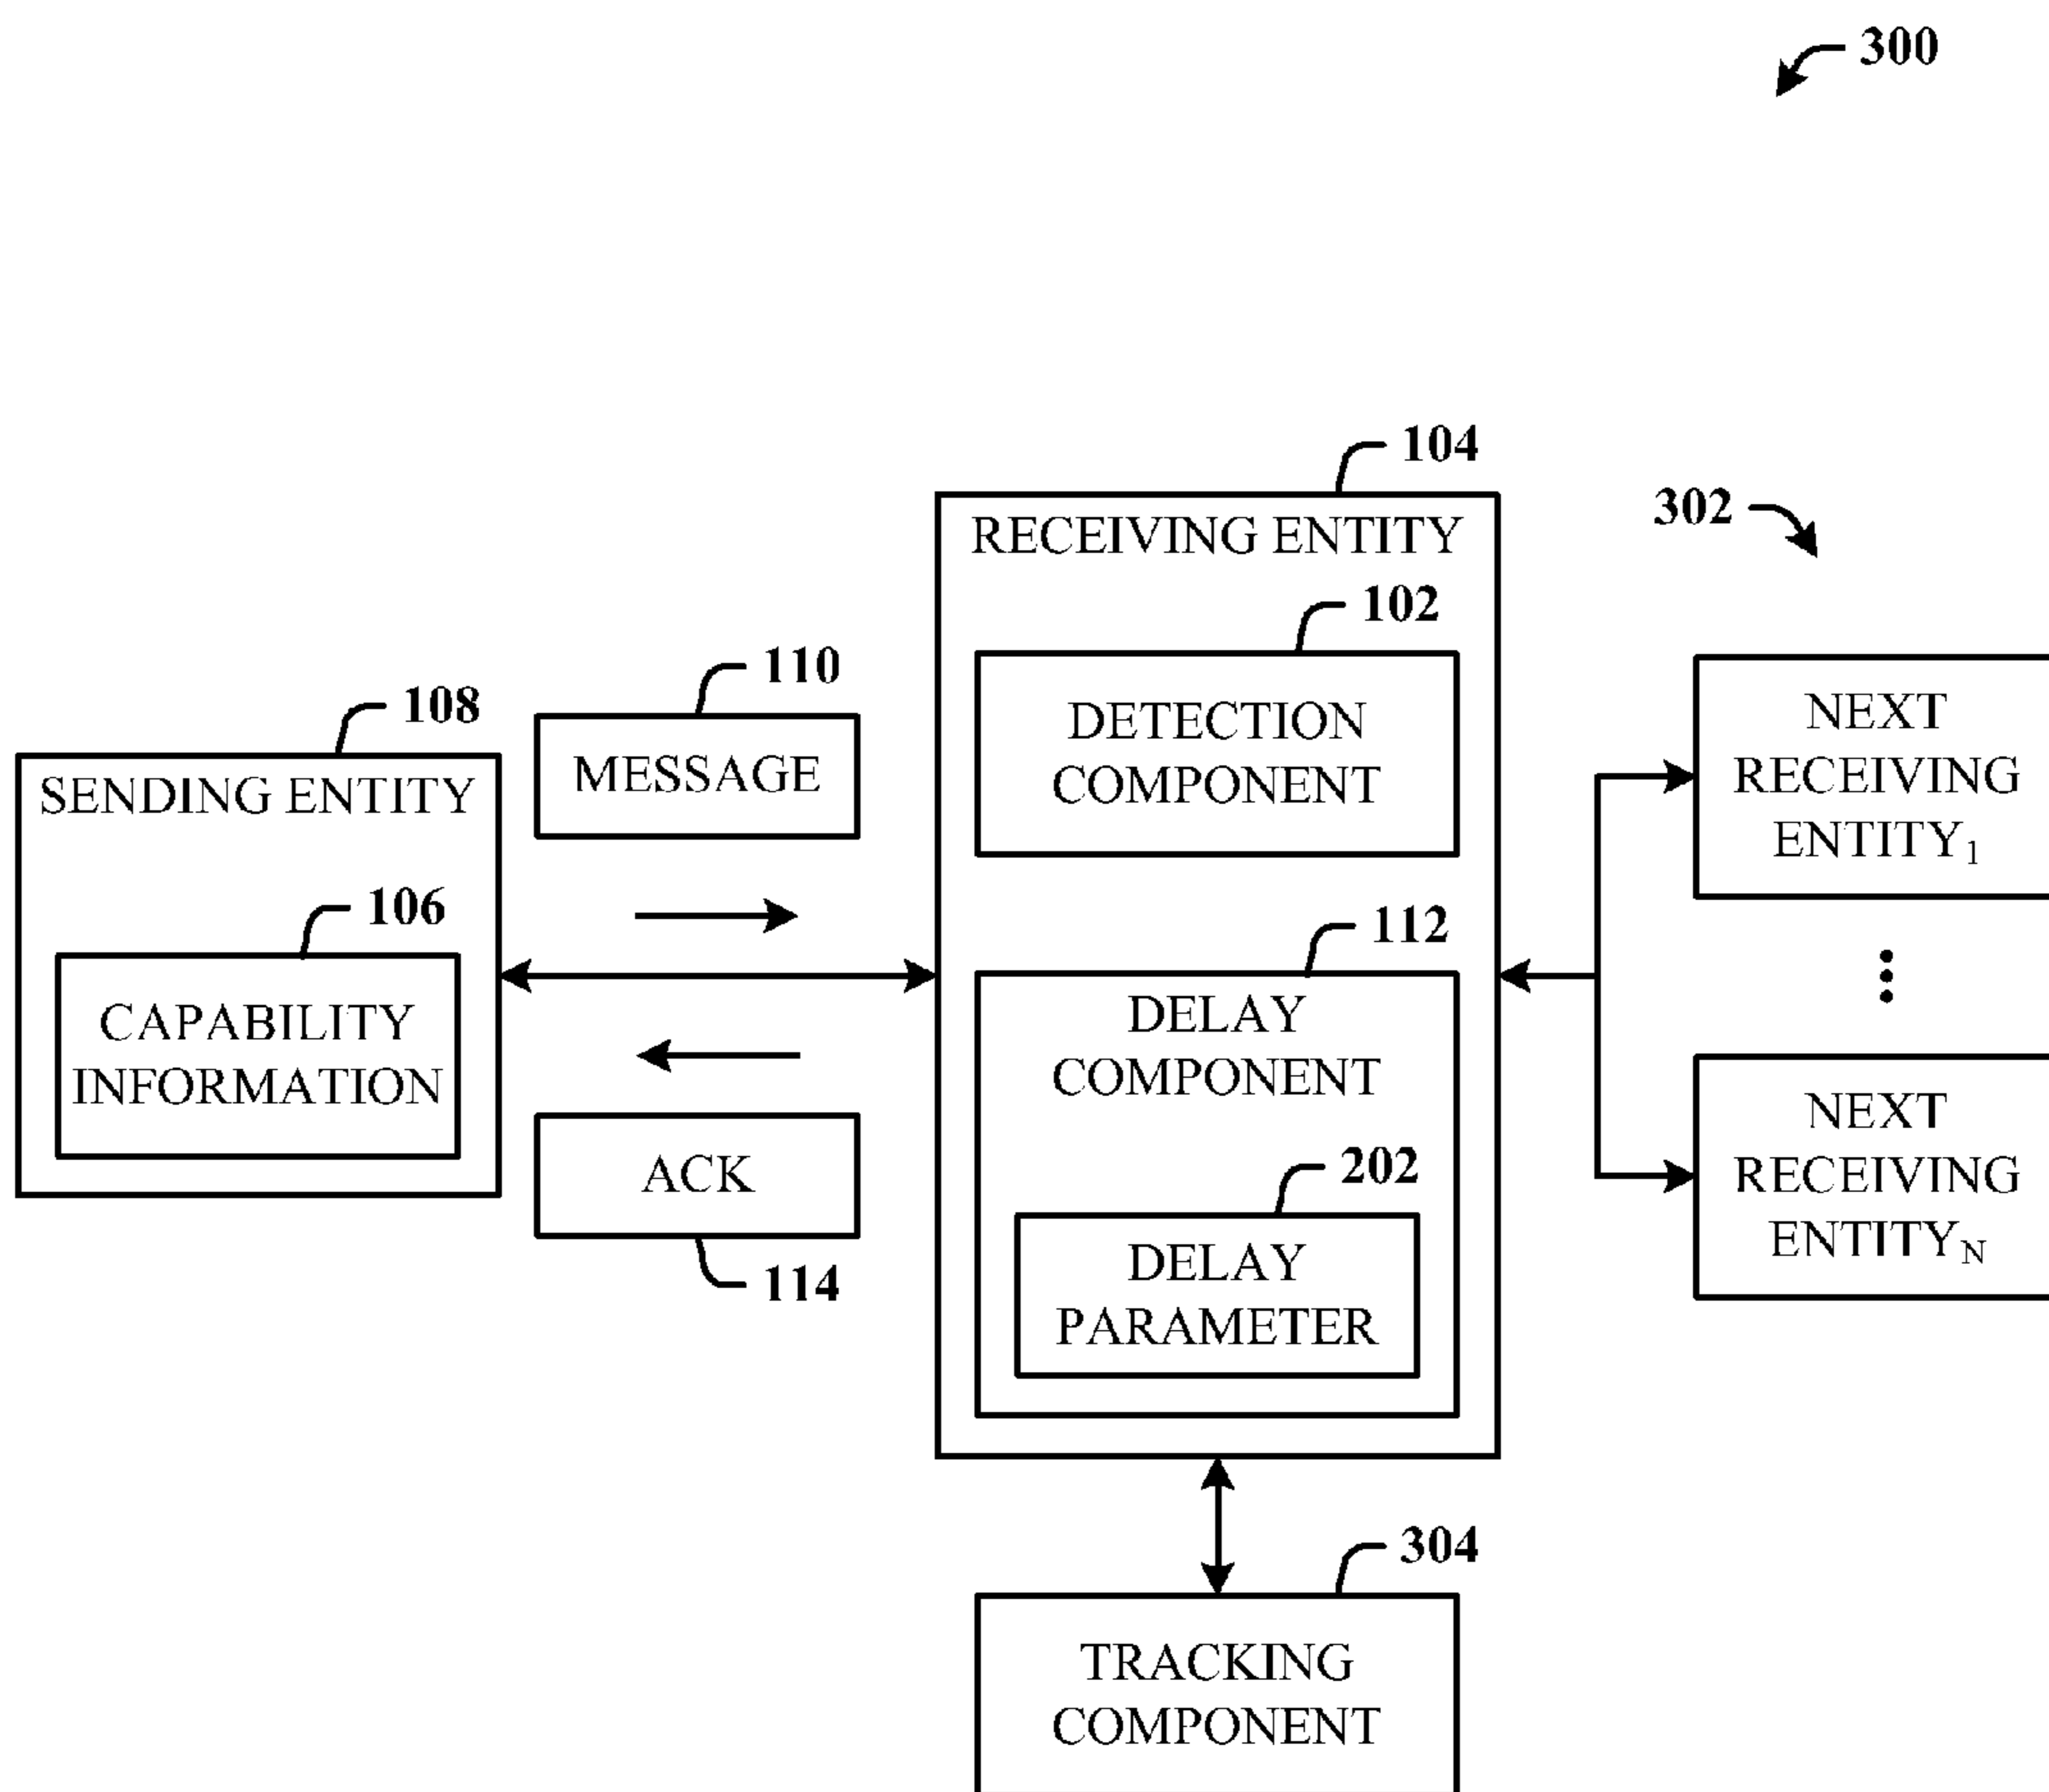 300
104
302
RECEIVING ENTITY
102
110
108
DETECTION
COMPONENT
NEXT
RECEIVING
ENTITY1
MESSAGE
SENDING ENTITY
106
112
CAPABILITY
INFORMATION
DELAY
COMPONENT
ACK
114
202
DELAY
PARAMETER
NEXT
RECEIVING
ENTITYN
304
TRACKING
COMPONENT